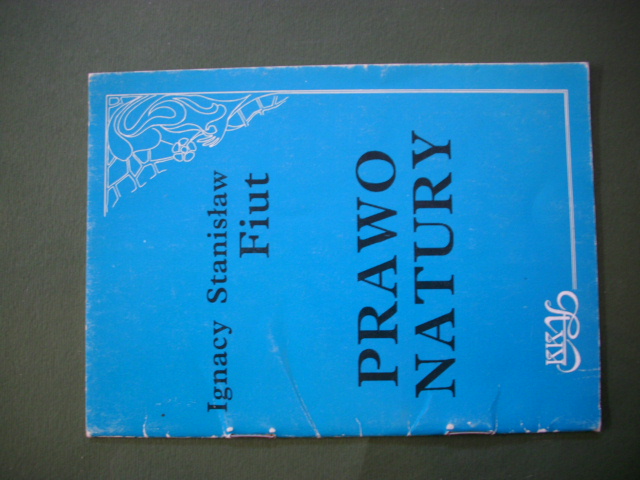 Ignacy Stanisław
Fiut
PRAWO
NATURY